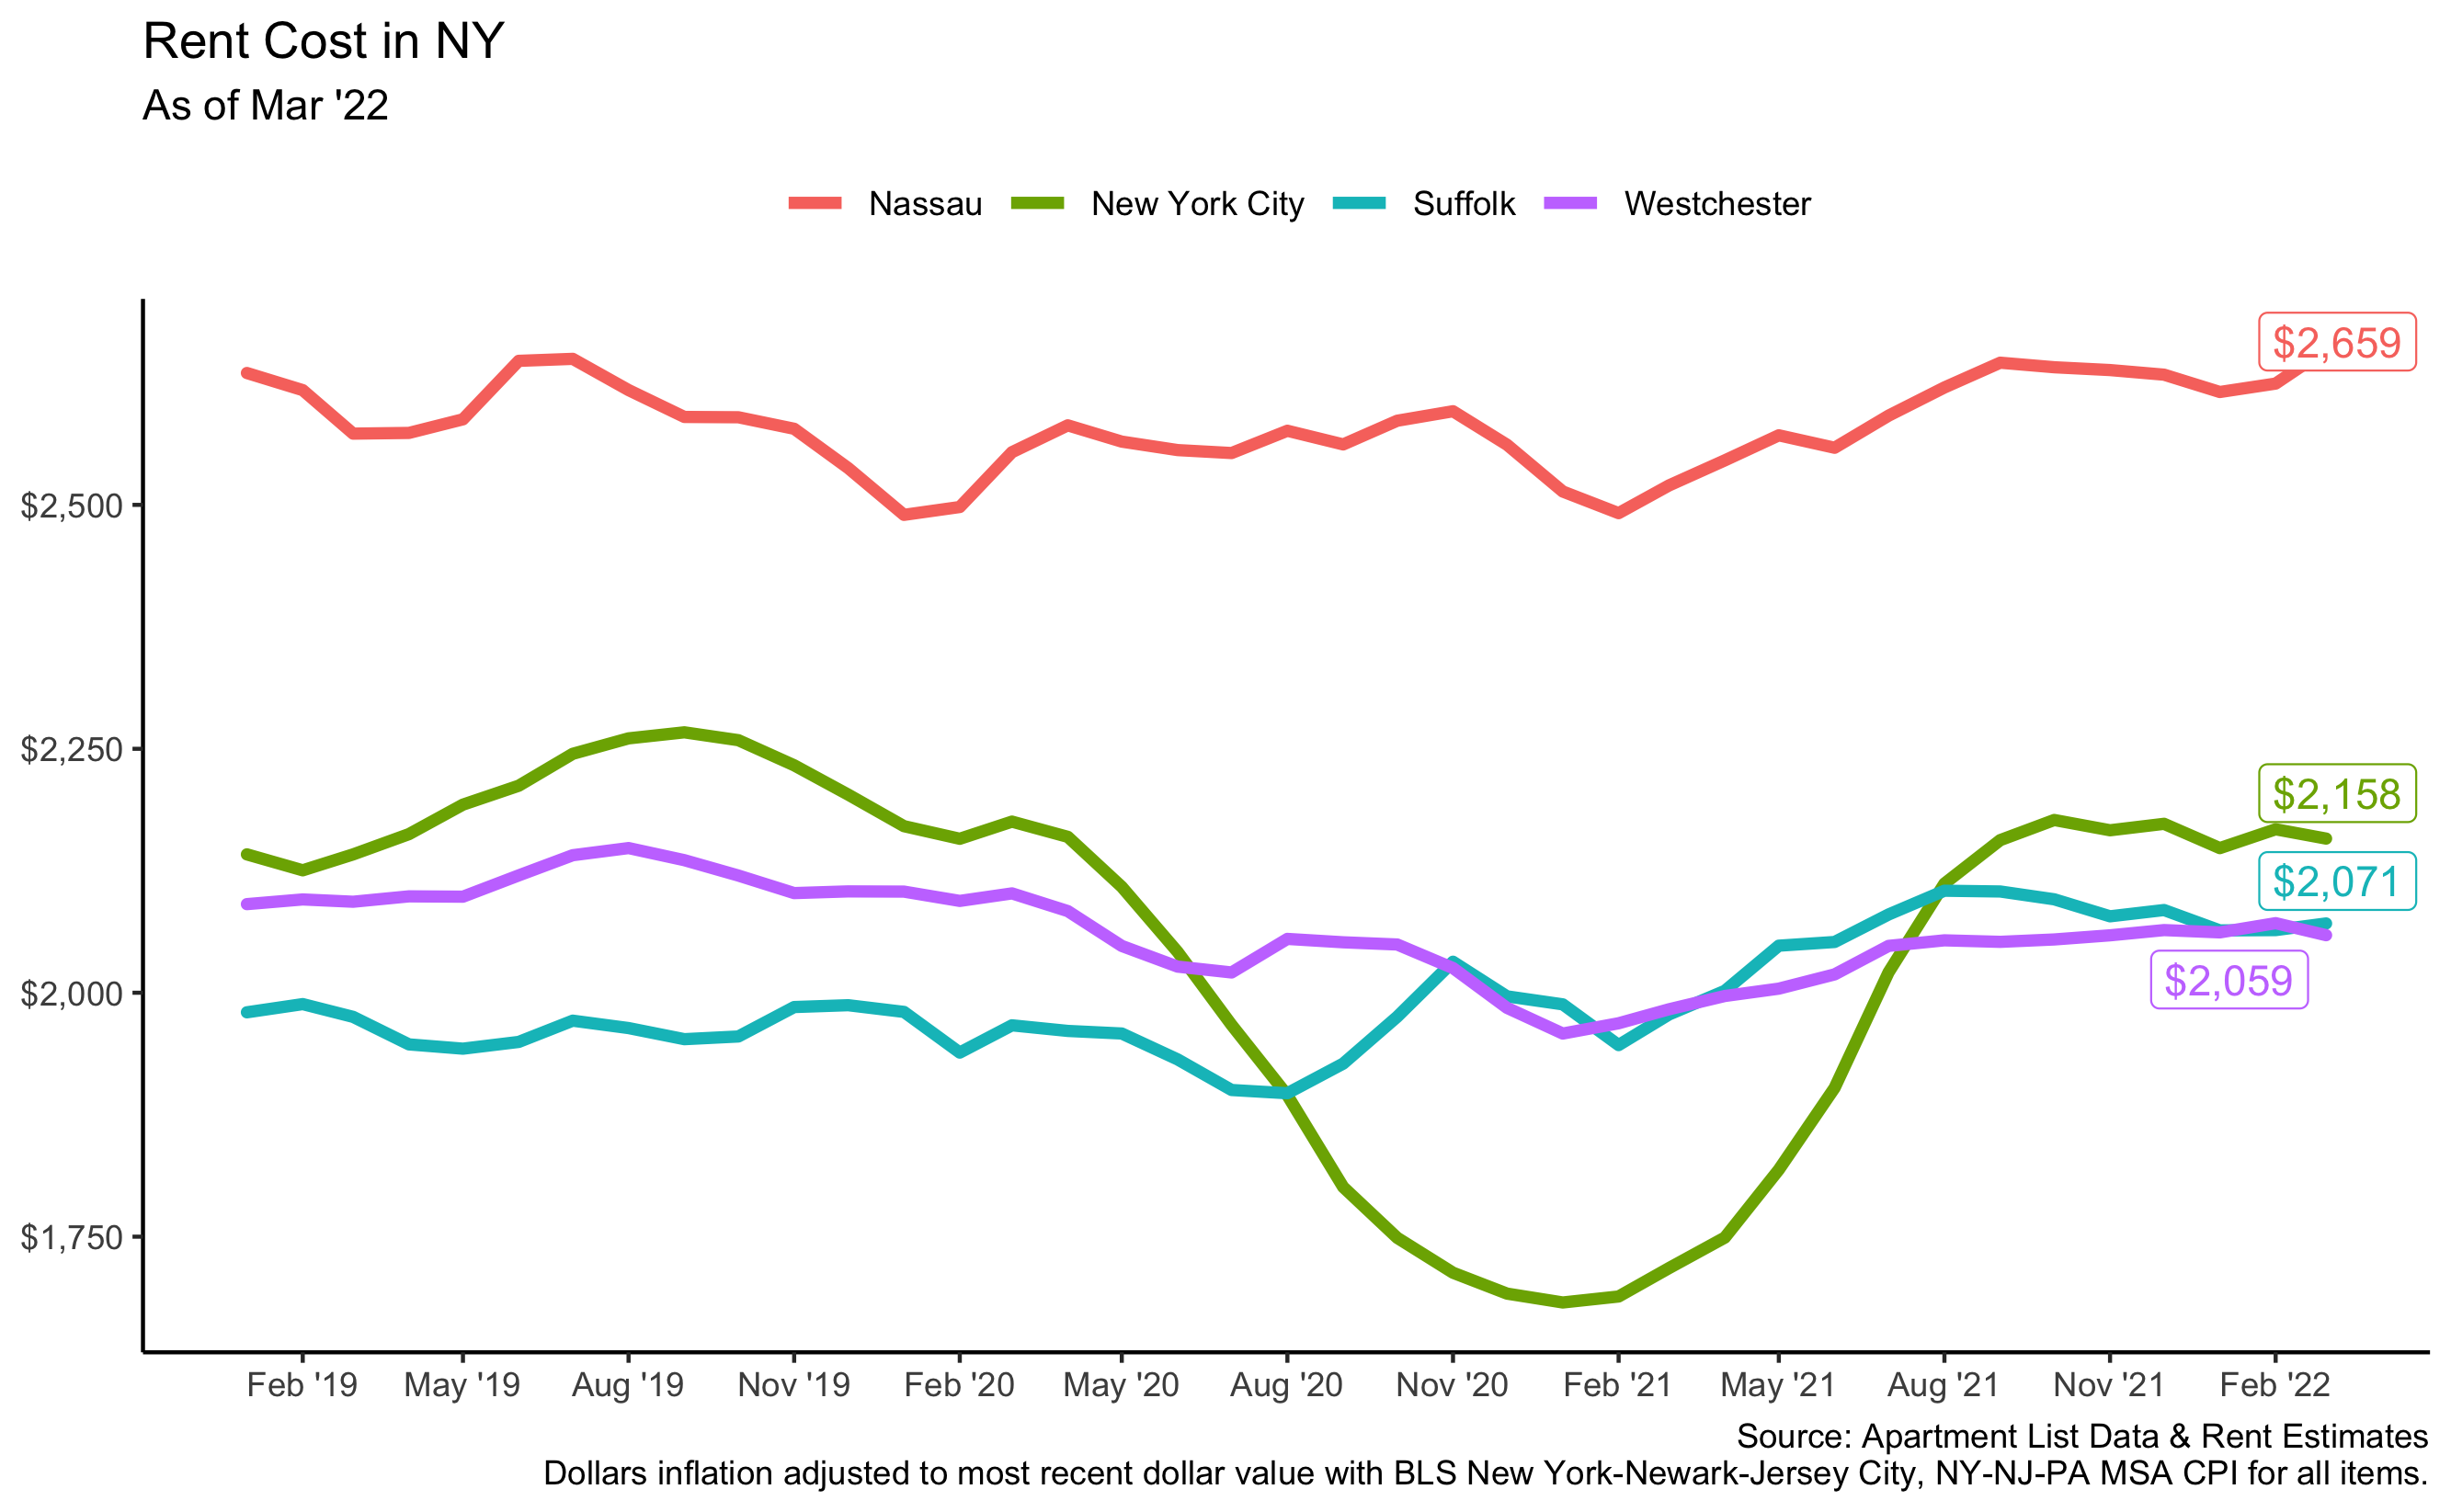 Rent Cost in NY
As of Mar '22
Nassau New York City Suffolk Westchester
$2,659
$2,500
$2,250
$2,158
$2,071
$2,000
$2,059
$1,750
Feb '19 May '19 Aug '19 Nov '19 Feb '20 May '20 Aug '20 Nov '20 Feb '21 May '21 Aug '21 Nov '21 Feb '22
Source: Apartment List Data & Rent Estimates
Dollars inflation adjusted to most recent dollar value with BLS New York-Newark-Jersey City, NY-NJ-PA MSA CPI for all items.